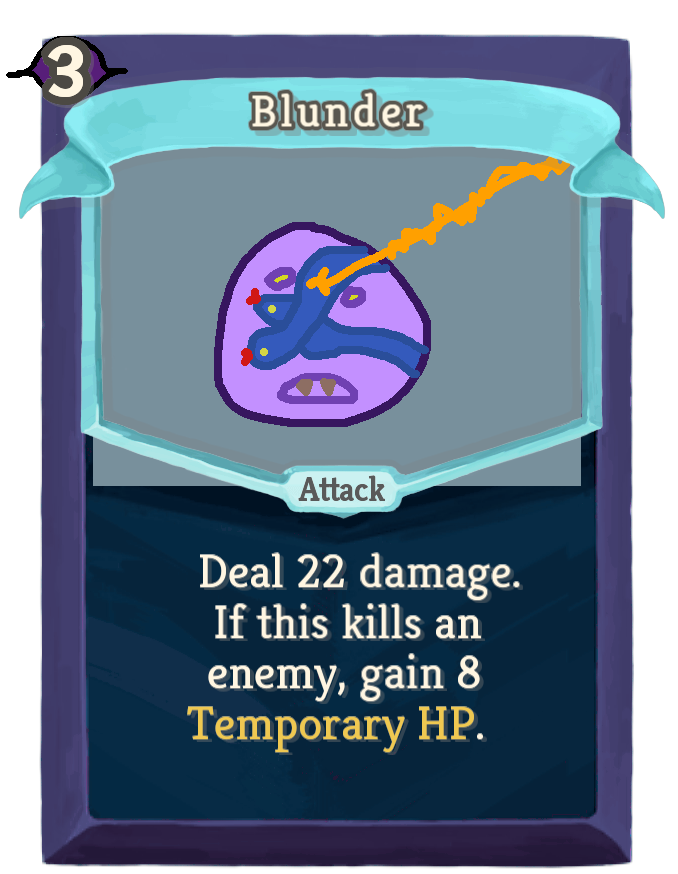 3
Blunder
Attack
Deal 22 damage.
If this kills an
enemy, gain 8
Temporary HP.